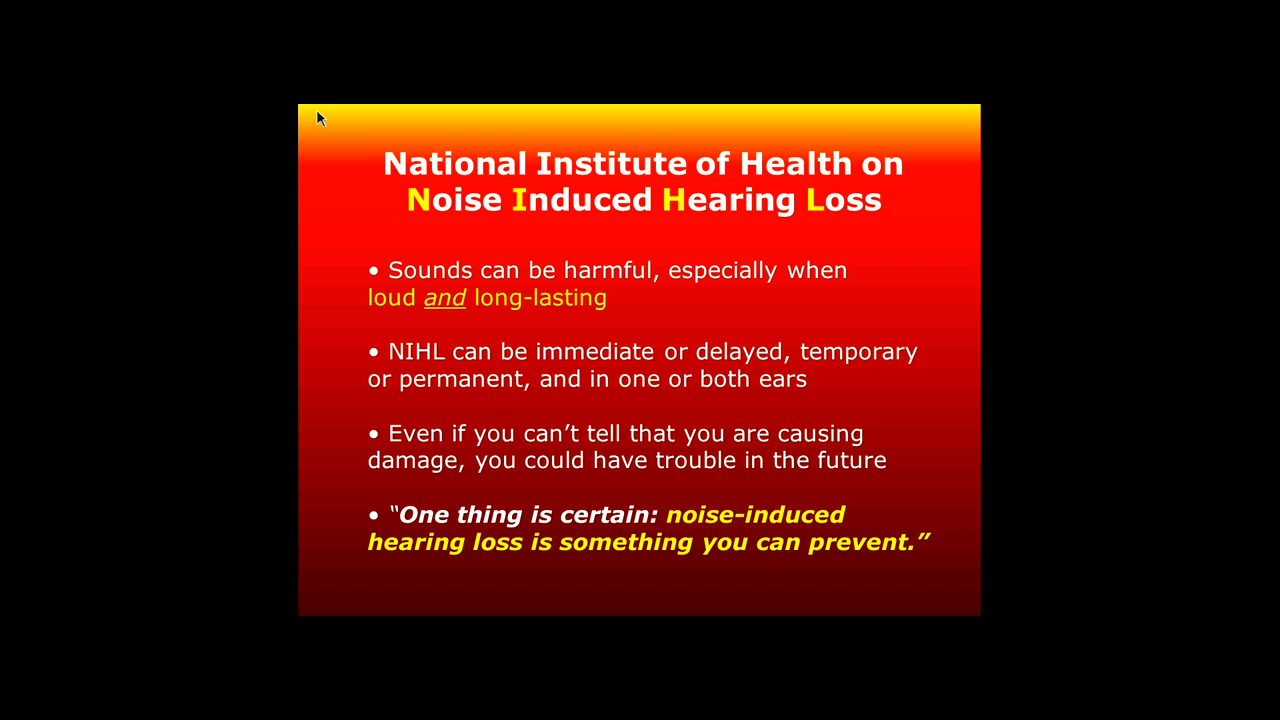 National Institute of Health on
Noise Induced Hearing Loss
• Sounds can be harmful, especially when
loud and long-lasting
• NIHL can be immediate or delayed, temporary
or permanent, and in one or both ears
• Even if you can’t tell that you are causing
damage, you could have trouble in the future
• “One thing is certain: noise-induced
hearing loss is something you can prevent.”